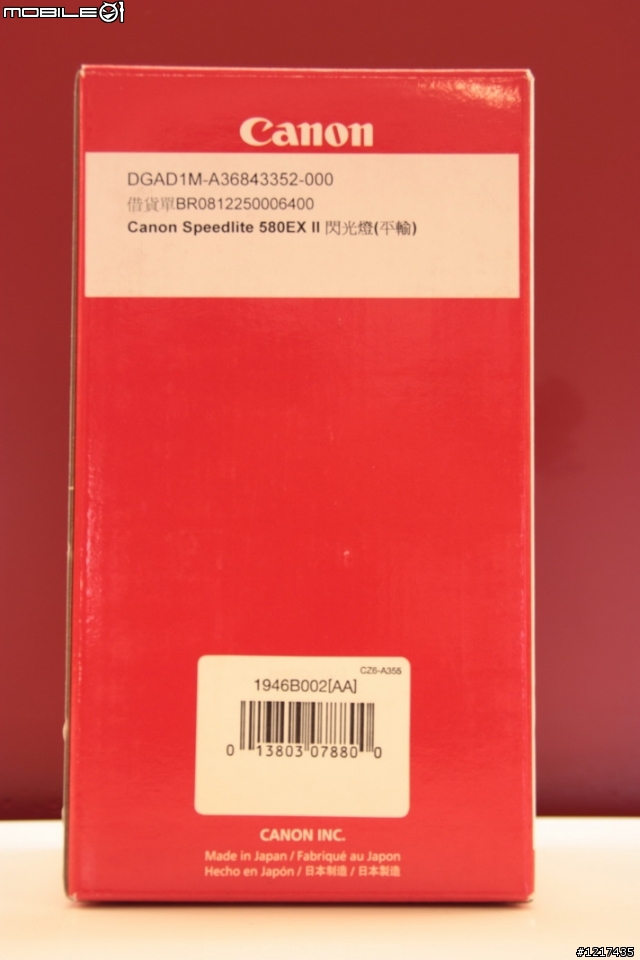 MOBILE01
Canon
DGAD1M-A36843352-000
借貨單BR0812250006400
Canon Speedlite 580EX II 閃光燈(平輸)
CZ6-A355
1946B002[AA]
0 13803 07880 0
CANON INC.
Made in Japan / Fabriqué au Japon
Hecho en Japón / 日本制造 / 日本製造
#1217435